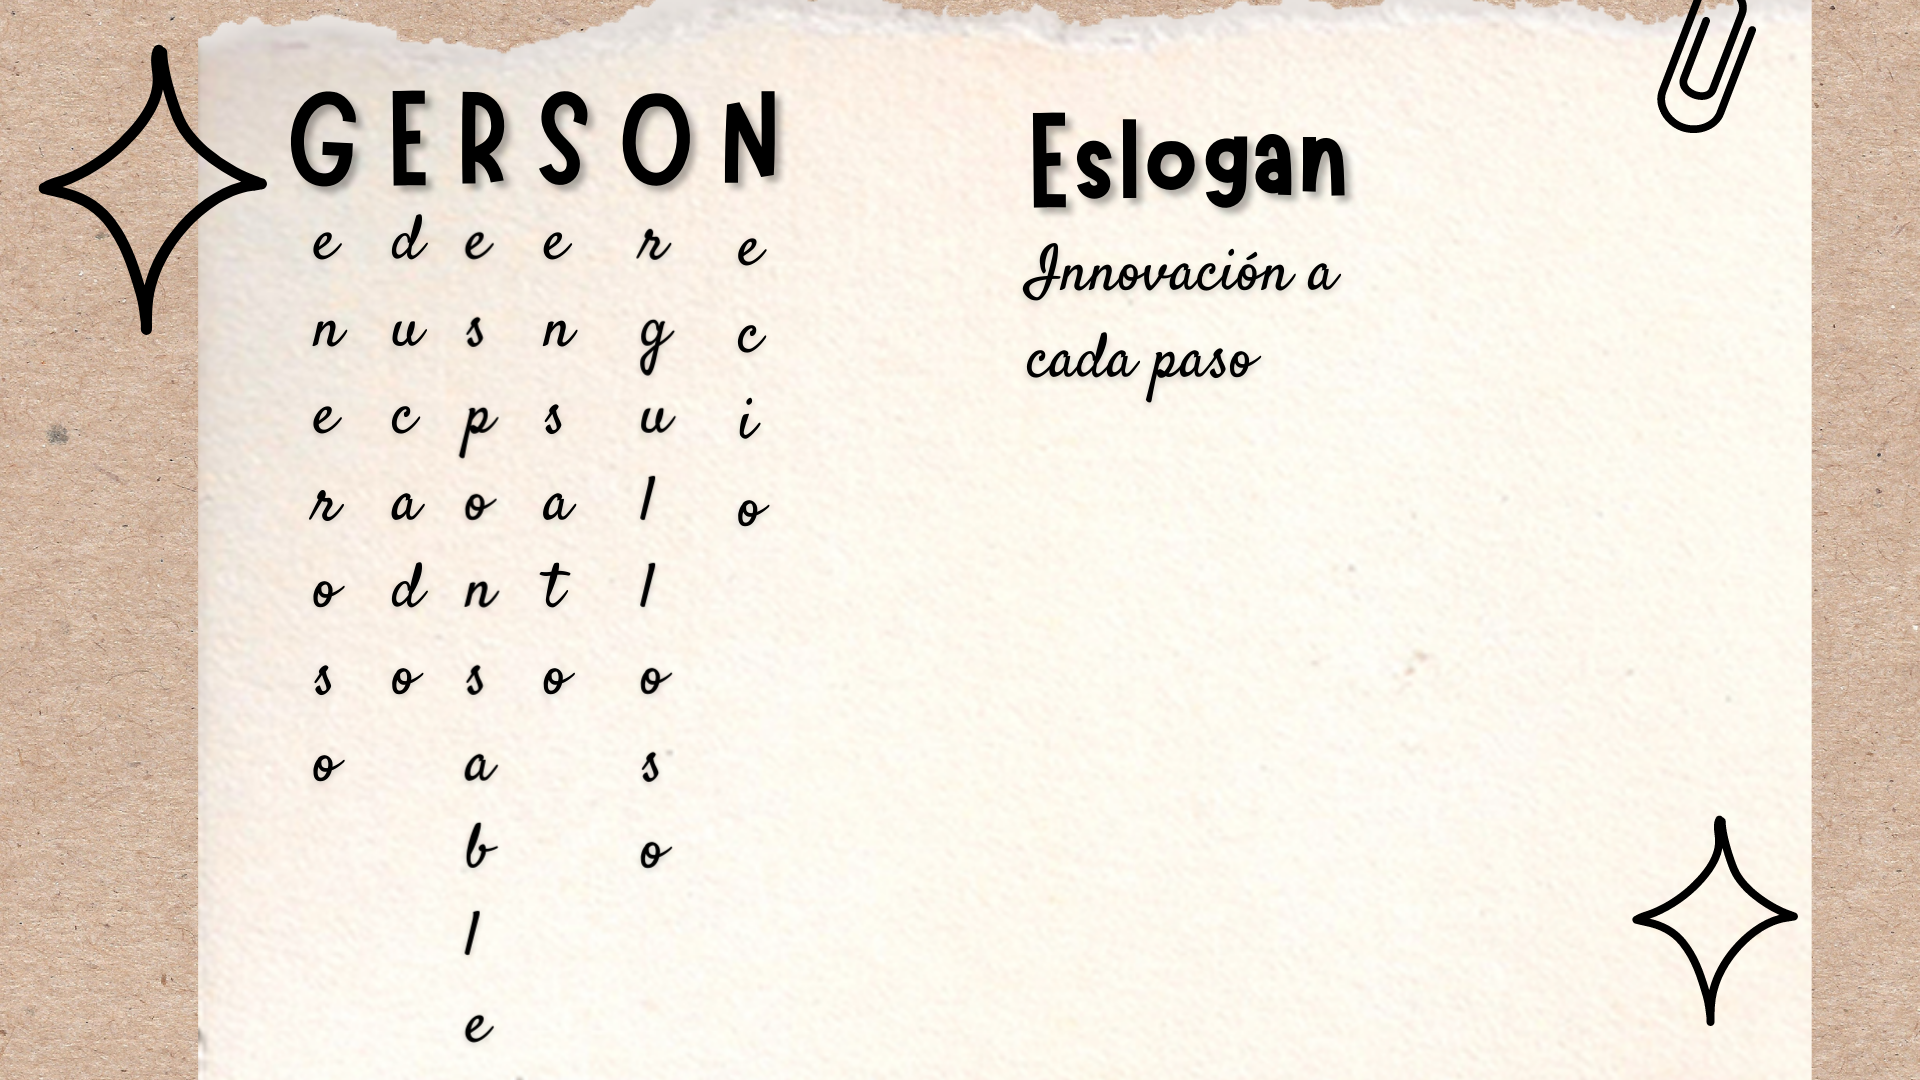 GERSON
e d e e r e
n u s n g c
e c p s u i
r a o a l o
o d n t l
s o s o o
o a s
b o
l
e
Eslogan
Innovación a
cada paso